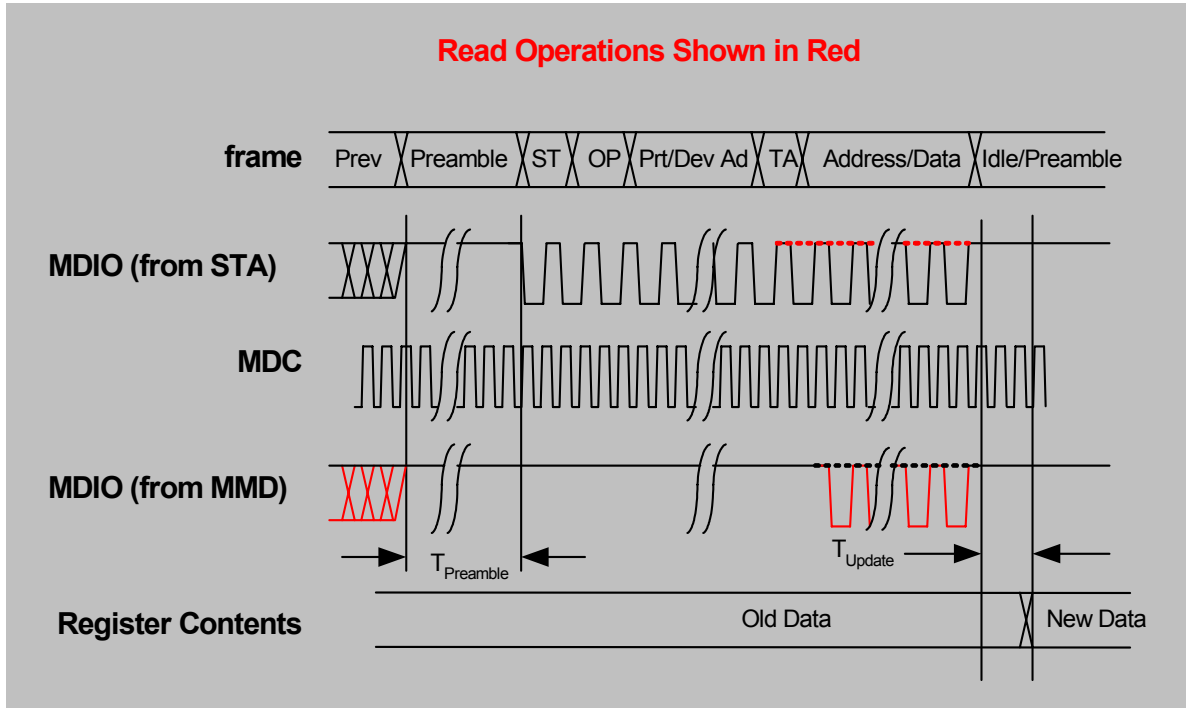 Read Operations Shown in Red
frame
Prev Preamble ST OP Prt/Dev Ad TA Address/Data Idle/Preamble
MDIO (from STA)
MDC
MDIO (from MMD)
TPreamble
TUpdate
Register Contents
Old Data
New Data